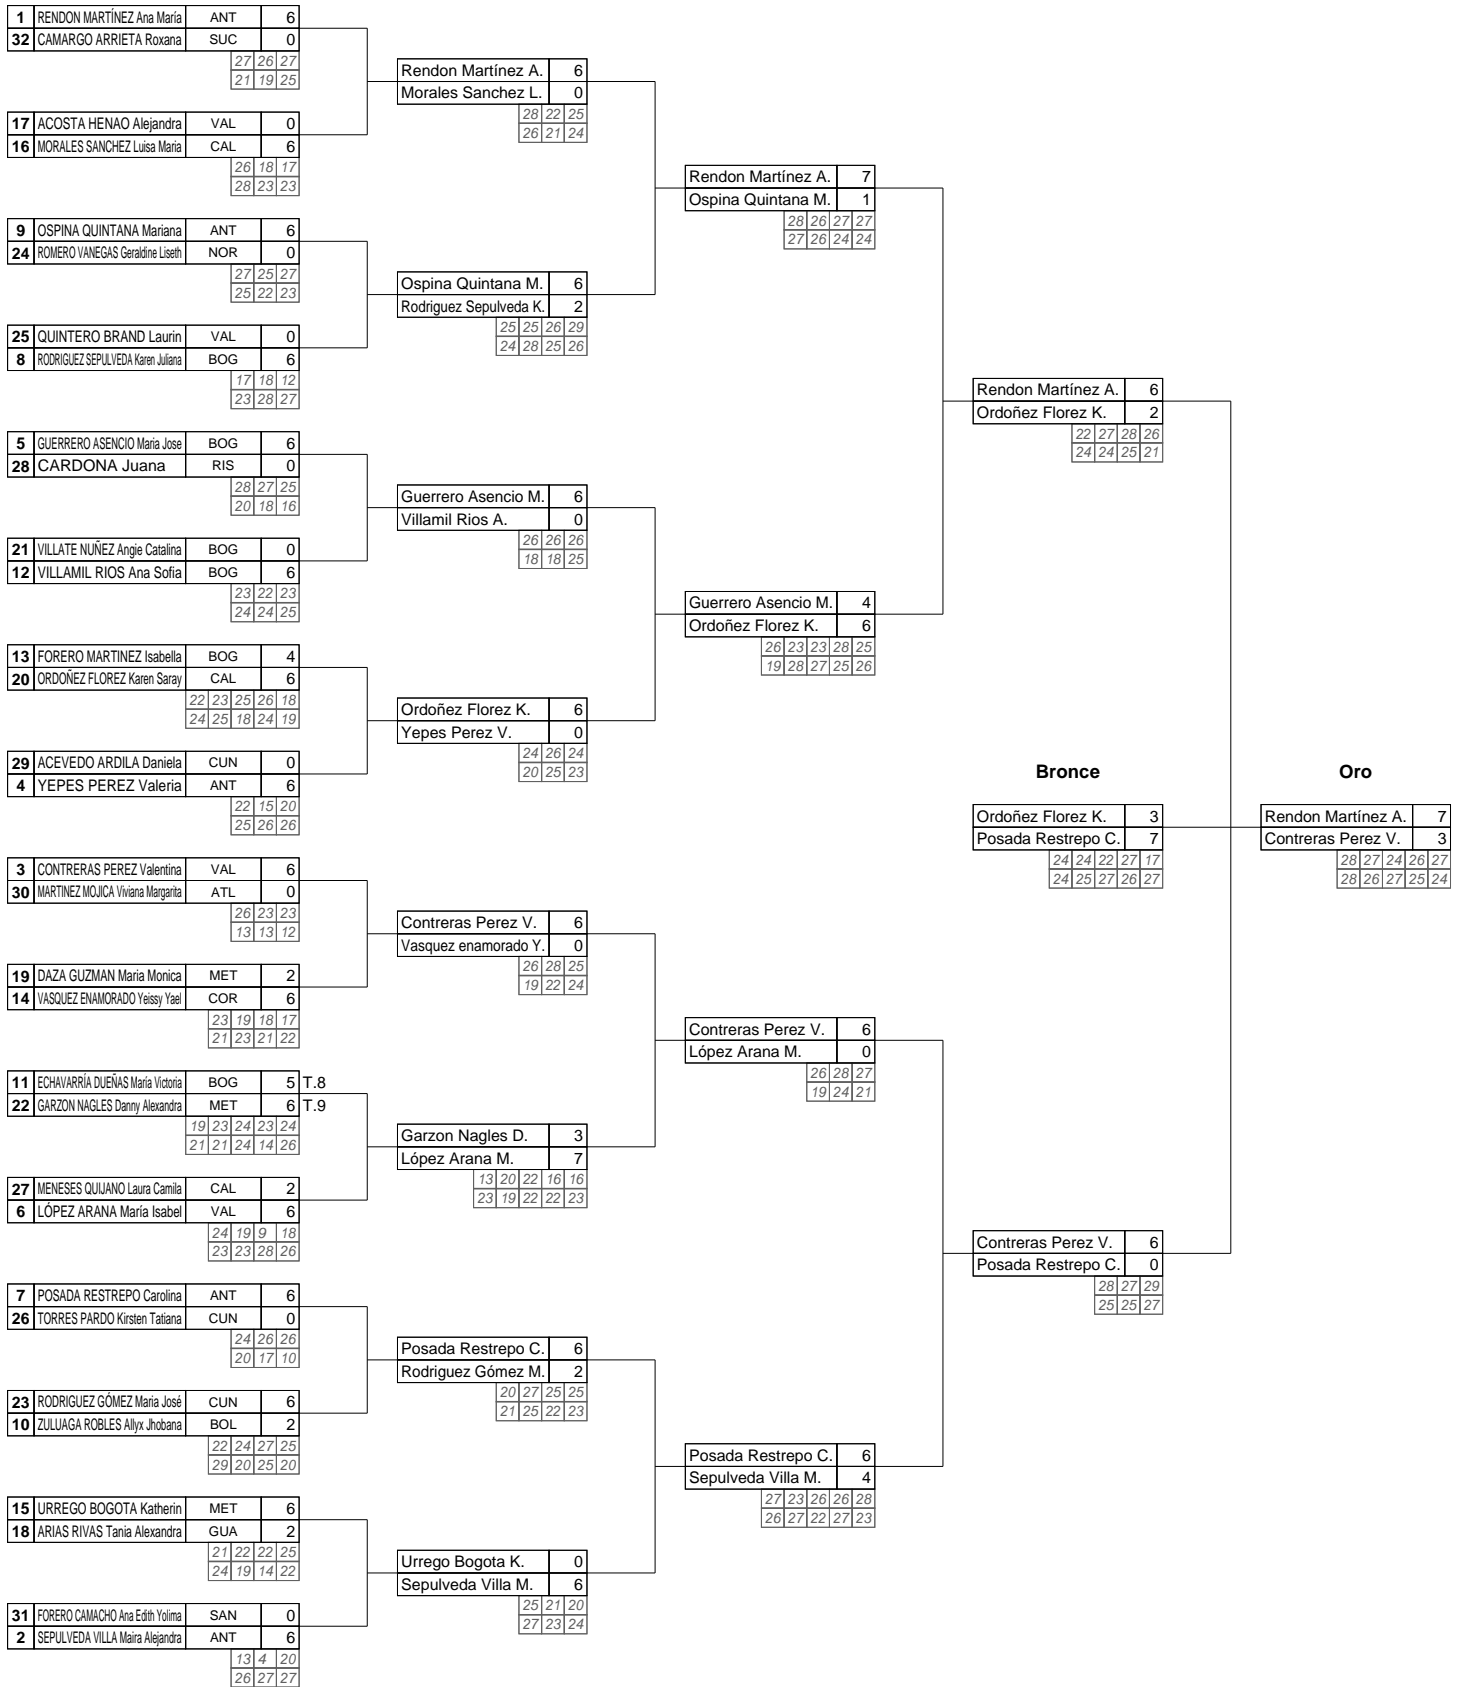 1 RENDON MARTÍNEZ Ana María ANT 6
32 CAMARGO ARRIETA Roxana SUC 0
27 26 27
21 19 25
17 ACOSTA HENAO Alejandra VAL 0
16 MORALES SANCHEZ Luisa Maria CAL 6
26 18 17
28 23 23
9 OSPINA QUINTANA Mariana ANT 6
24 ROMERO VANEGAS Geraldine Liseth NOR 0
27 25 27
25 22 23
25 QUINTERO BRAND Laurin VAL 0
8 RODRIGUEZ SEPULVEDA Karen Juliana BOG 6
17 18 12
23 28 27
5 GUERRERO ASENCIO Maria Jose BOG 6
28 CARDONA Juana RIS 0
28 27 25
20 18 16
21 VILLATE NUÑEZ Angie Catalina BOG 0
12 VILLAMIL RIOS Ana Sofia BOG 6
23 22 23
24 24 25
13 FORERO MARTINEZ Isabella BOG 4
20 ORDOÑEZ FLOREZ Karen Saray CAL 6
22 23 25 26 18
24 25 18 24 19
29 ACEVEDO ARDILA Daniela CUN 0
4 YEPES PEREZ Valeria ANT 6
22 15 20
25 26 26
3 CONTRERAS PEREZ Valentina VAL 6
30 MARTINEZ MOJICA Viviana Margarita ATL 0
26 23 23
13 13 12
19 DAZA GUZMAN Maria Monica MET 2
14 VASQUEZ ENAMORADO Yeissy Yael COR 6
23 19 18 17
21 23 21 22
11 ECHAVARRÍA DUEÑAS María Victoria BOG 5 T.8
22 GARZON NAGLES Danny Alexandra MET 6 T.9
19 23 24 23 24
21 21 24 14 26
27 MENESES QUIJANO Laura Camila CAL 2
6 LÓPEZ ARANA María Isabel VAL 6
24 19 9 18
23 23 28 26
7 POSADA RESTREPO Carolina ANT 6
26 TORRES PARDO Kirsten Tatiana CUN 0
24 26 26
20 17 10
23 RODRIGUEZ GÓMEZ Maria José CUN 6
10 ZULUAGA ROBLES Allyx Jhobana BOL 2
22 24 27 25
29 20 25 20
15 URREGO BOGOTA Katherin MET 6
18 ARIAS RIVAS Tania Alexandra GUA 2
21 22 22 25
24 19 14 22
31 FORERO CAMACHO Ana Edith Yolima SAN 0
2 SEPULVEDA VILLA Maira Alejandra ANT 6
13 4 20
26 27 27
Rendon Martínez A. 6
Morales Sanchez L. 0
28 22 25
26 21 24
Ospina Quintana M. 6
Rodriguez Sepulveda K. 2
25 25 26 29
24 28 25 26
Guerrero Asencio M. 6
Villamil Rios A. 0
26 26 26
18 18 25
Ordoñez Florez K. 6
Yepes Perez V. 0
24 26 24
20 25 23
Contreras Perez V. 6
Vasquez enamorado Y. 0
26 28 25
19 22 24
Garzon Nagles D. 3
López Arana M. 7
13 20 22 16 16
23 19 22 22 23
Posada Restrepo C. 6
Rodriguez Gómez M. 2
20 27 25 25
21 25 22 23
Urrego Bogota K. 0
Sepulveda Villa M. 6
25 21 20
27 23 24
Rendon Martínez A. 7
Ospina Quintana M. 1
28 26 27 27
27 26 24 24
Guerrero Asencio M. 4
Ordoñez Florez K. 6
26 23 23 28 25
19 28 27 25 26
Contreras Perez V. 6
López Arana M. 0
26 28 27
19 24 21
Posada Restrepo C. 6
Sepulveda Villa M. 4
27 23 26 26 28
26 27 22 27 23
Rendon Martínez A. 6
Ordoñez Florez K. 2
22 27 28 26
24 24 25 21
Contreras Perez V. 6
Posada Restrepo C. 0
28 27 29
25 25 27
Bronce
Ordoñez Florez K. 3
Posada Restrepo C. 7
24 24 22 27 17
24 25 27 26 27
Oro
Rendon Martínez A. 7
Contreras Perez V. 3
28 27 24 26 27
28 26 27 25 24